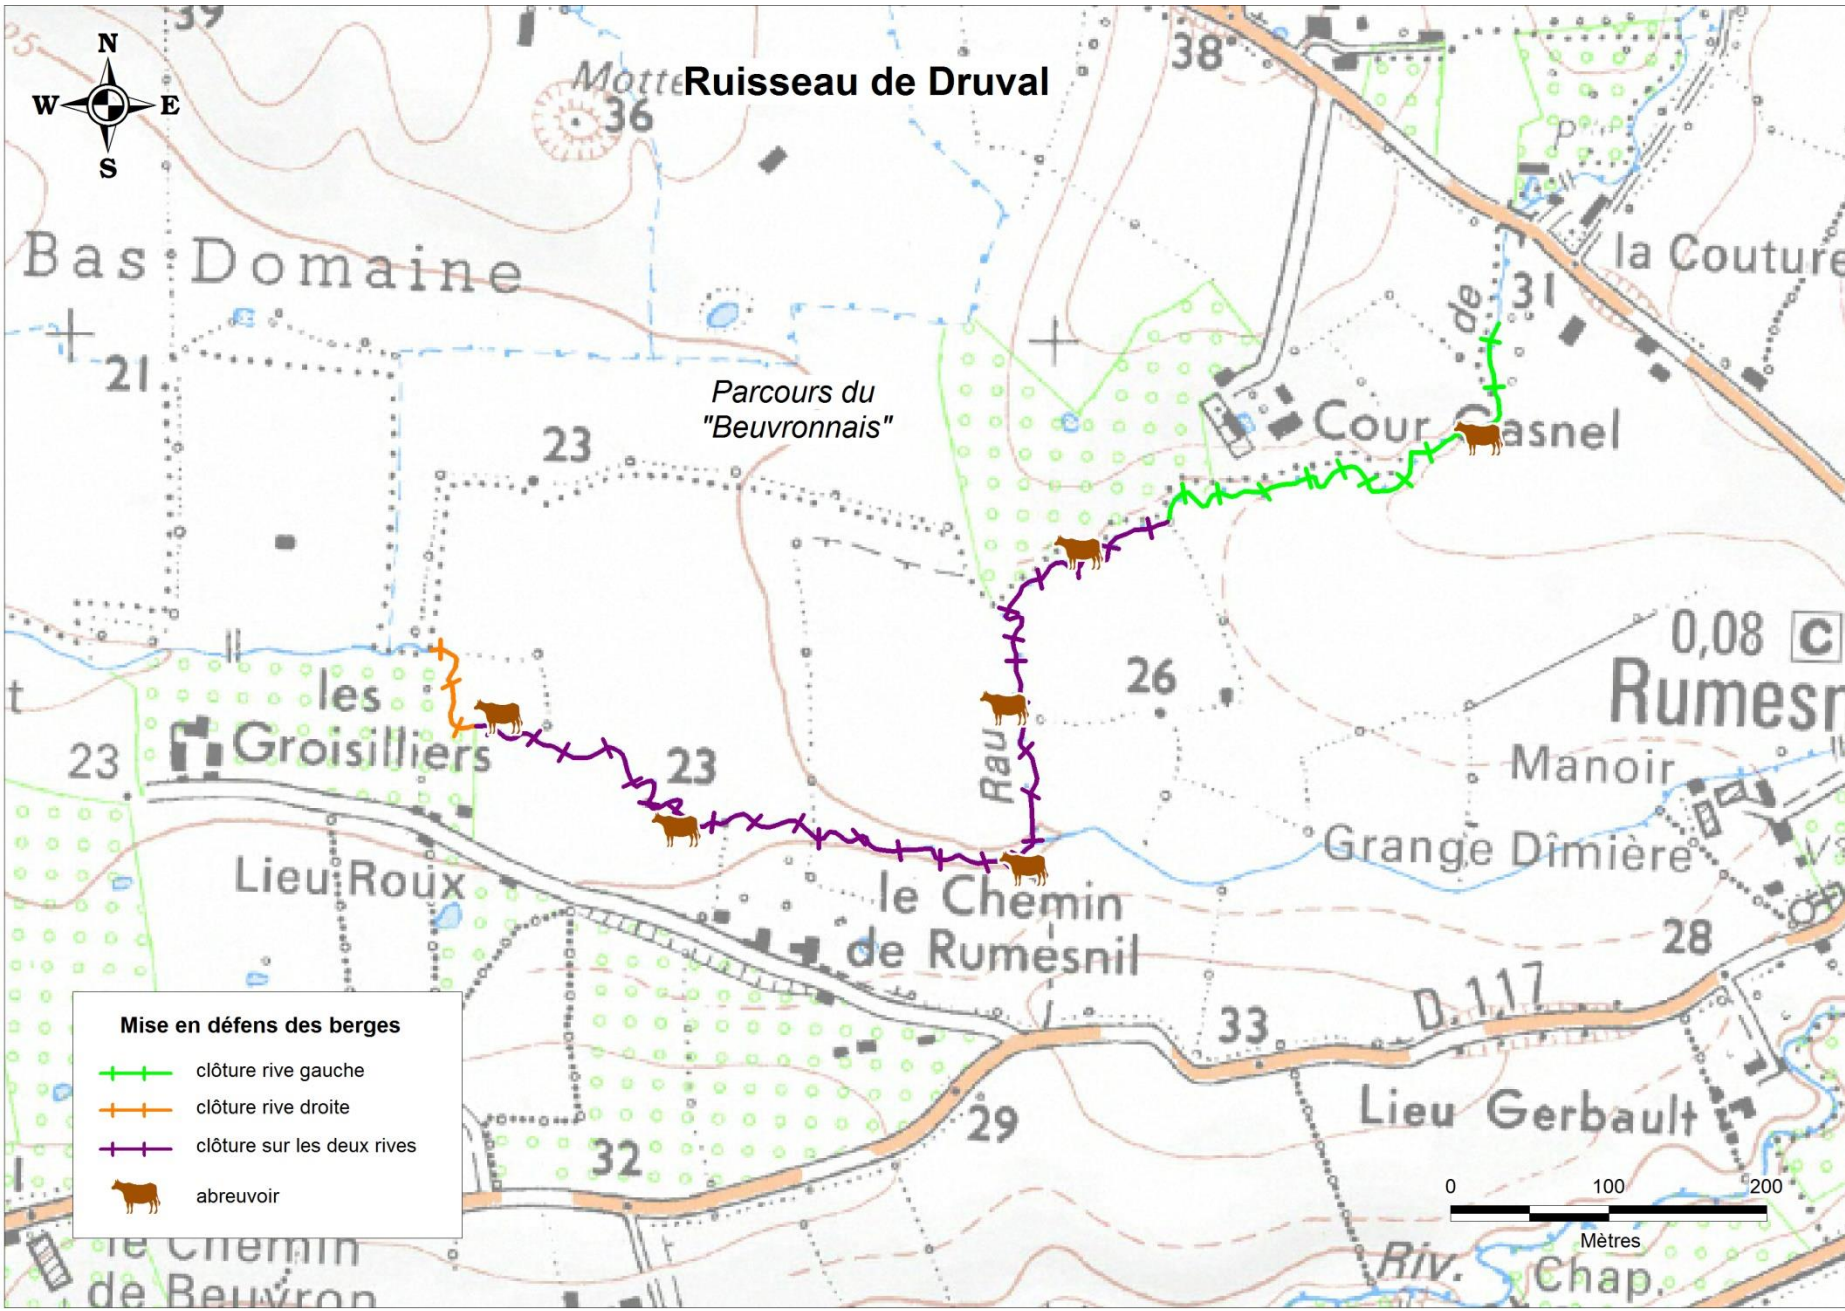 39
N
W E
S
Motte
Ruisseau de Druval
36
38
Bas Domaine
la Couture
31
de
21
Parcours du
"Beuvronnais"
23
Cour Gasnel
0,08 C
26
les
Groisilliers
23
23
Rau
Manoir
Grange Dîmière
Lieu Roux
le Chemin
de Rumesnil
28
D.117
33
Mise en défens des berges
clôture rive gauche
clôture rive droite
clôture sur les deux rives
abreuvoir
29
Lieu Gerbault
32
0 100 200
Mètres
le Chemin
de Beuvron
Riv.
Chap.